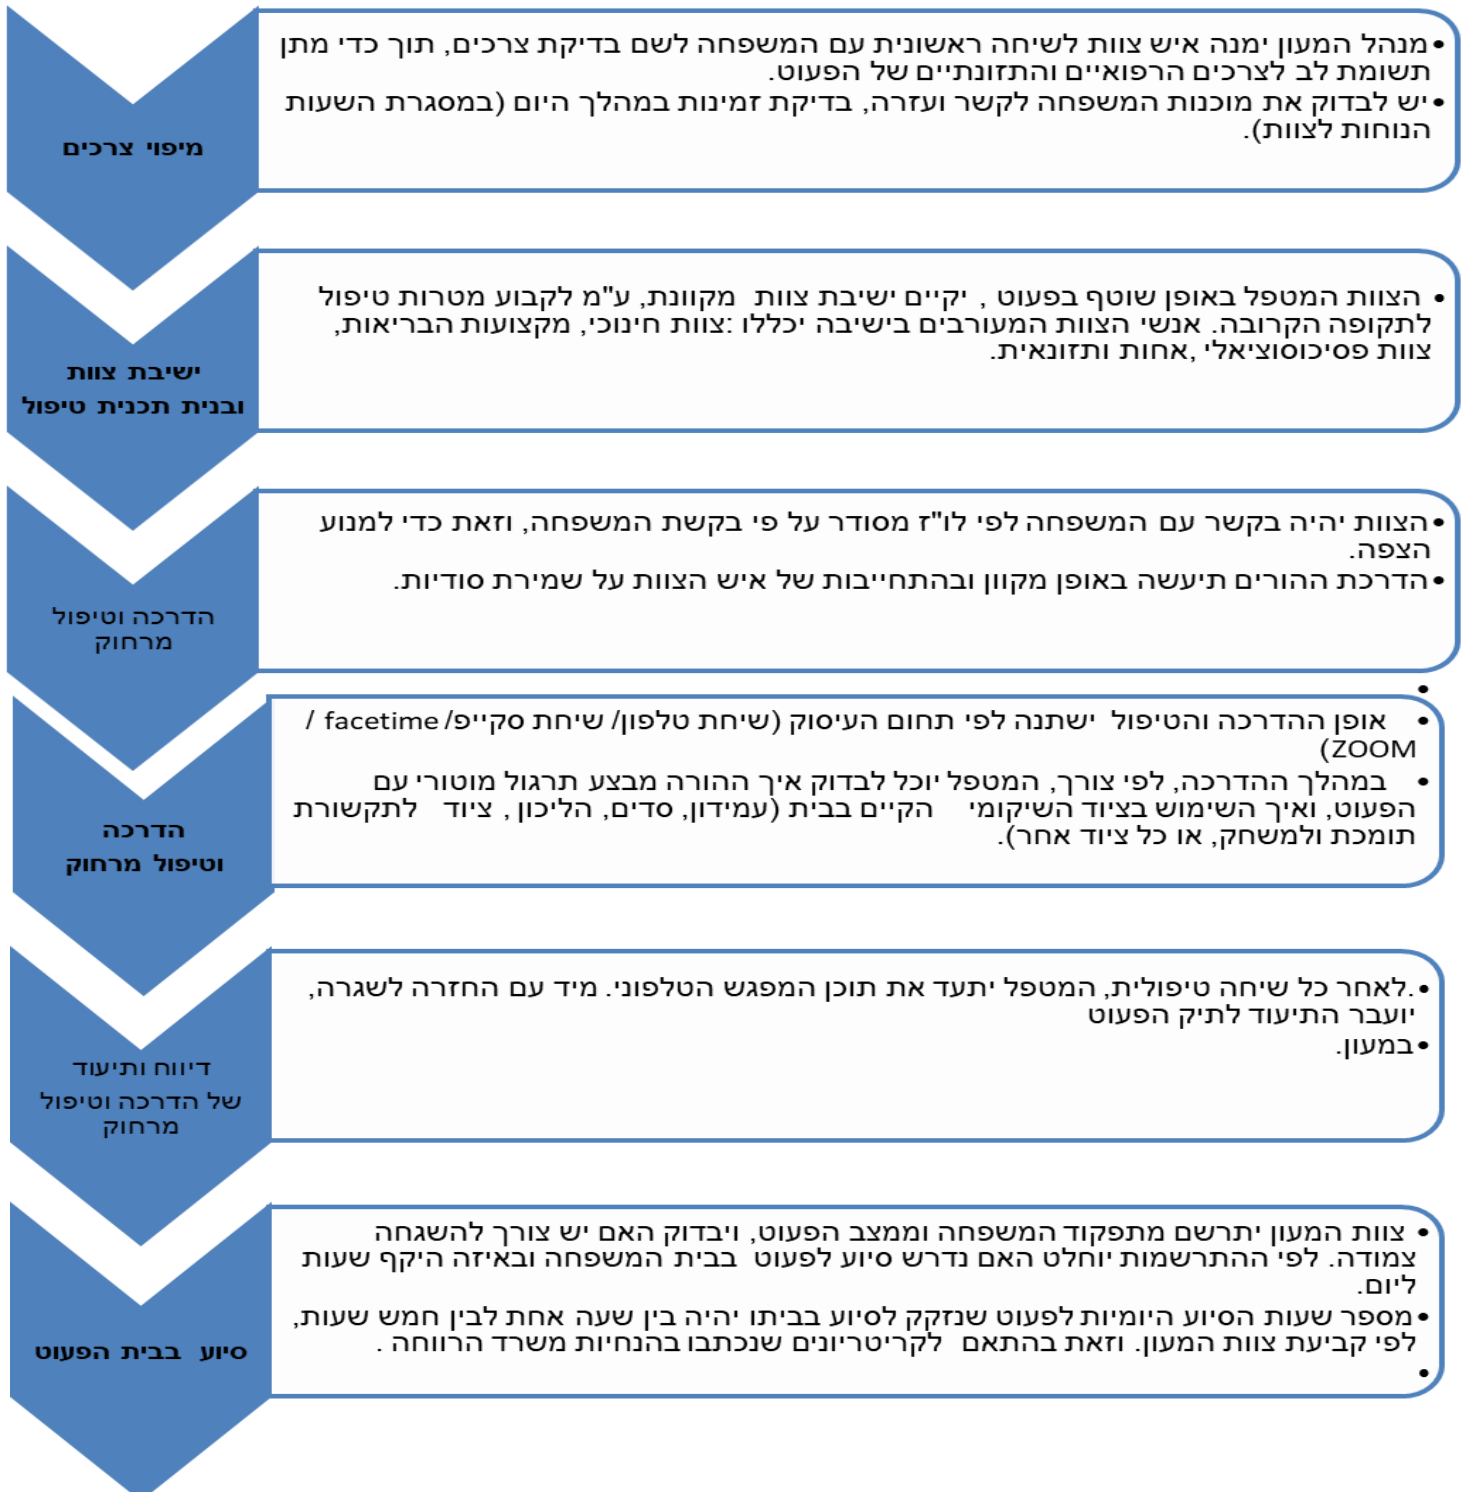 מיפוי צרכים
•מנהל המעון ימנה איש צוות לשיחה ראשונית עם המשפחה לשם בדיקת צרכים, תוך כדי מתן
תשומת לב לצרכים הרפואיים והתזונתיים של הפעוט.
•יש לבדוק את מוכנות המשפחה לקשר ועזרה, בדיקת זמינות במהלך היום (במסגרת השעות
הנוחות לצוות).
ישיבת צוות
ובנית תכנית טיפול
• הצוות המטפל באופן שוטף בפעוט , יקיים ישיבת צוות מקוונת, ע"מ לקבוע מטרות טיפול
לתקופה הקרובה. אנשי הצוות המעורבים בישיבה יכללו :צוות חינוכי, מקצועות הבריאות,
צוות פסיכוסוציאלי ,אחות ותזונאית.
הדרכה וטיפול
מרחוק
•הצוות יהיה בקשר עם המשפחה לפי לו"ז מסודר על פי בקשת המשפחה, וזאת כדי למנוע
הצפה.
•הדרכת ההורים תיעשה באופן מקוון ובהתחייבות של איש הצוות על שמירת סודיות.
•
הדרכה
וטיפול מרחוק
• אופן ההדרכה והטיפול ישתנה לפי תחום העיסוק (שיחת טלפון/ שיחת סקייפ/ facetime /
ZOOM)
• במהלך ההדרכה, לפי צורך, המטפל יוכל לבדוק איך ההורה מבצע תרגול מוטורי עם
הפעוט, ואיך השימוש בציוד השיקומי הקיים בבית (עמידון, סדים, הליכון , ציוד לתקשורת
תומכת ולמשחק, או כל ציוד אחר).
דיווח ותיעוד
של הדרכה וטיפול
מרחוק
•.לאחר כל שיחה טיפולית, המטפל יתעד את תוכן המפגש הטלפוני. מיד עם החזרה לשגרה,
יועבר התיעוד לתיק הפעוט
•במעון.
סיוע בבית הפעוט
• צוות המעון יתרשם מתפקוד המשפחה וממצב הפעוט, ויבדוק האם יש צורך להשגחה
צמודה. לפי ההתרשמות יוחלט האם נדרש סיוע לפעוט בבית המשפחה ובאיזה היקף שעות
ליום.
•מספר שעות הסיוע היומיות לפעוט שנזקק לסיוע בביתו יהיה בין שעה אחת לבין חמש שעות,
לפי קביעת צוות המעון. וזאת בהתאם לקריטריונים שנכתבו בהנחיות משרד הרווחה .
•